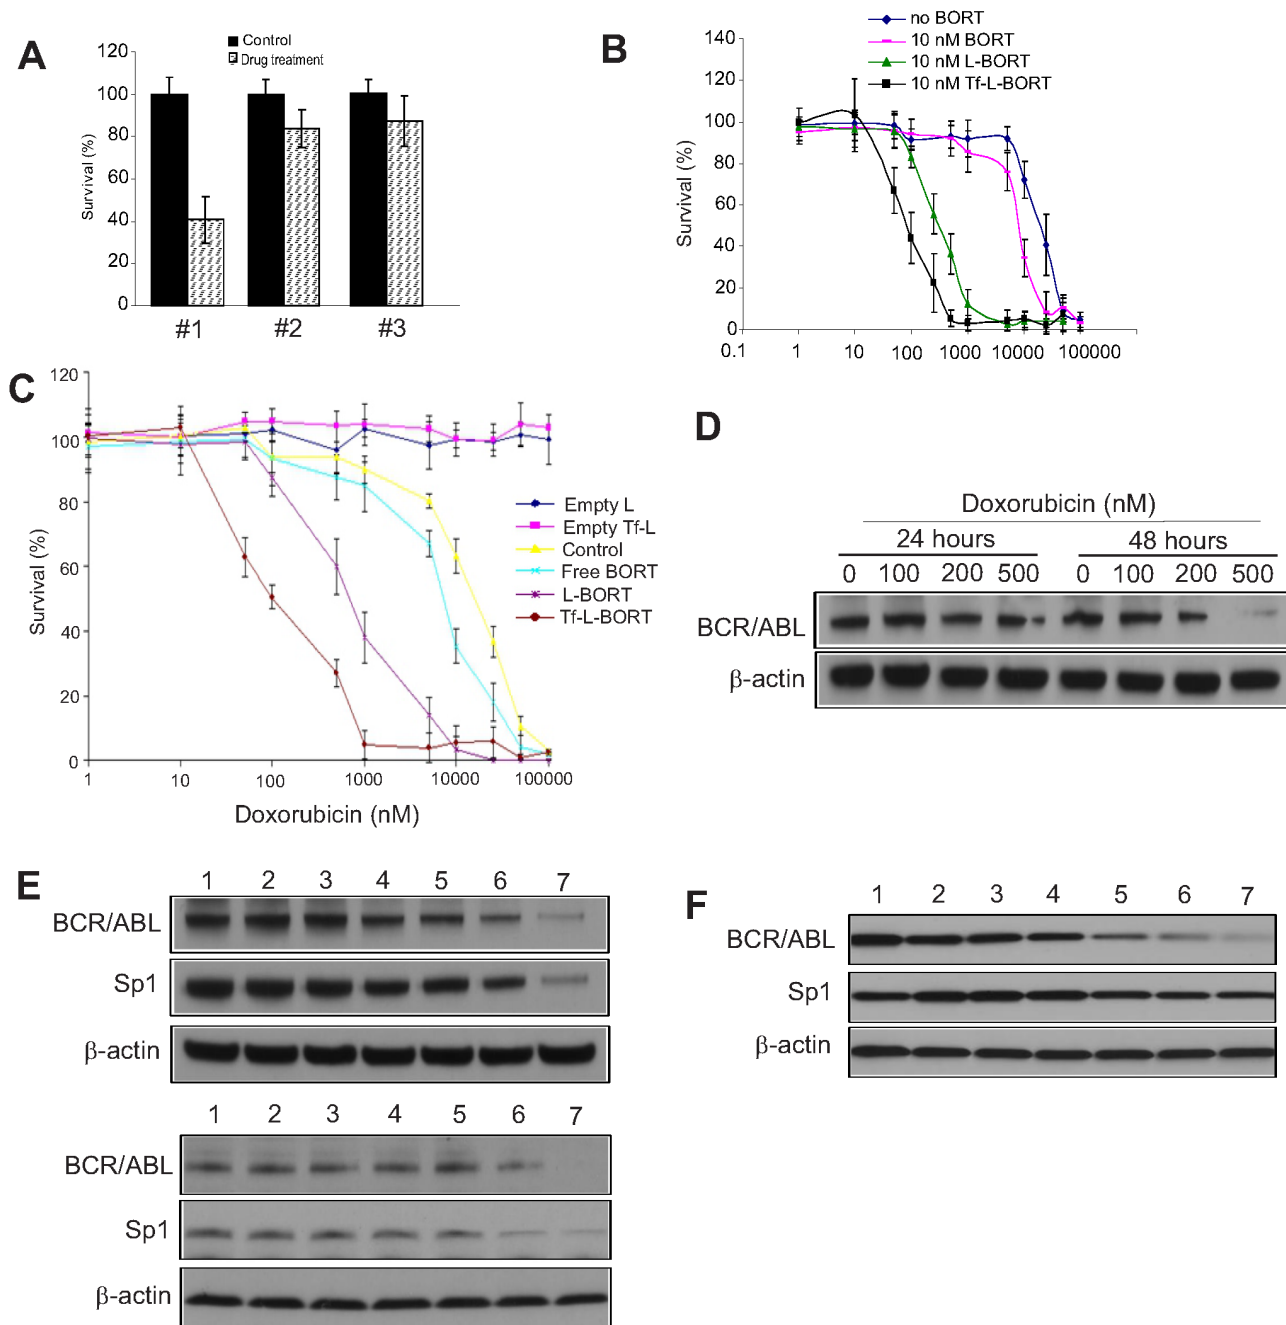 A
Control
Drug treatment
120
100
80
60
40
20
0
Survival (%)
#1 #2 #3
B
no BORT
10 nM BORT
10 nM L-BORT
10 nM Tf-L-BORT
140
120
100
80
60
40
20
0
Survival (%)
0.1 1 10 100 1000 10000 100000
C
120
100
80
60
40
20
0
Survival (%)
1 10 100 1000 10000 100000
Doxorubicin (nM)
Empty L
Empty Tf-L
Control
Free BORT
L-BORT
Tf-L-BORT
D
Doxorubicin (nM)
24 hours 48 hours
0 100 200 500 0 100 200 500
BCR/ABL
β-actin
E
1 2 3 4 5 6 7
BCR/ABL
Sp1
β-actin
1 2 3 4 5 6 7
BCR/ABL
Sp1
β-actin
F
1 2 3 4 5 6 7
BCR/ABL
Sp1
β-actin